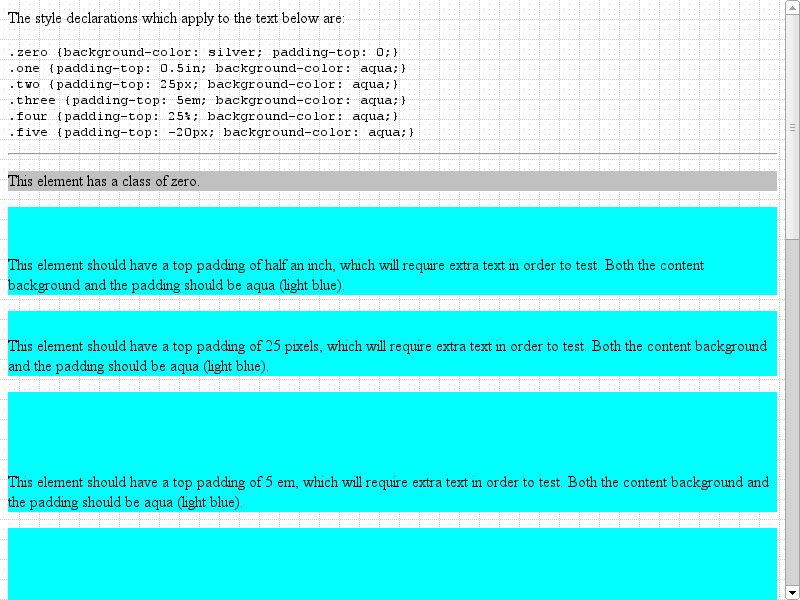 The style declarations which apply to the text below are:
.zero {background-color: silver; padding-top: 0;}
.one {padding-top: 0.5in; background-color: aqua;}
.two {padding-top: 25px; background-color: aqua;}
.three {padding-top: 5em; background-color: aqua;}
.four {padding-top: 25%; background-color: aqua;}
.five {padding-top: -20px; background-color: aqua;}
This element has a class of zero.
This element should have a top padding of half an inch, which will require extra text in order to test. Both the content
background and the padding should be aqua (light blue).
This element should have a top padding of 25 pixels, which will require extra text in order to test. Both the content background
and the padding should be aqua (light blue).
This element should have a top padding of 5 em, which will require extra text in order to test. Both the content background and
the padding should be aqua (light blue).